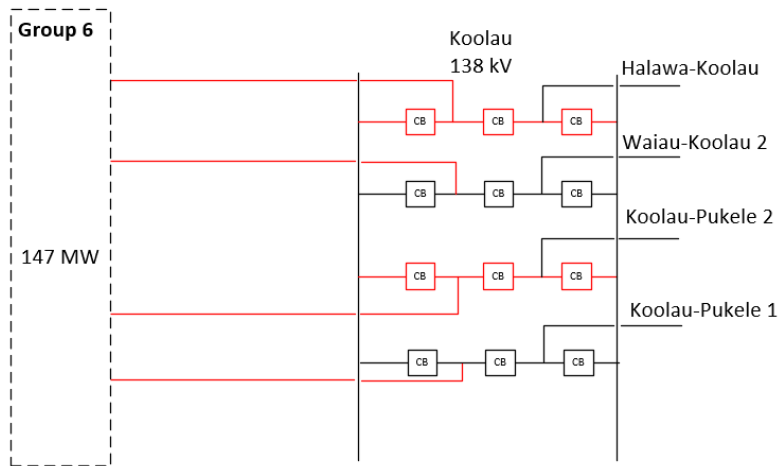 Group 6
Koolau
138 kV
Halawa-Koolau
CB CB CB
Waiau-Koolau 2
CB CB CB
Koolau-Pukele 2
147 MW
CB CB CB
Koolau-Pukele 1
CB CB CB